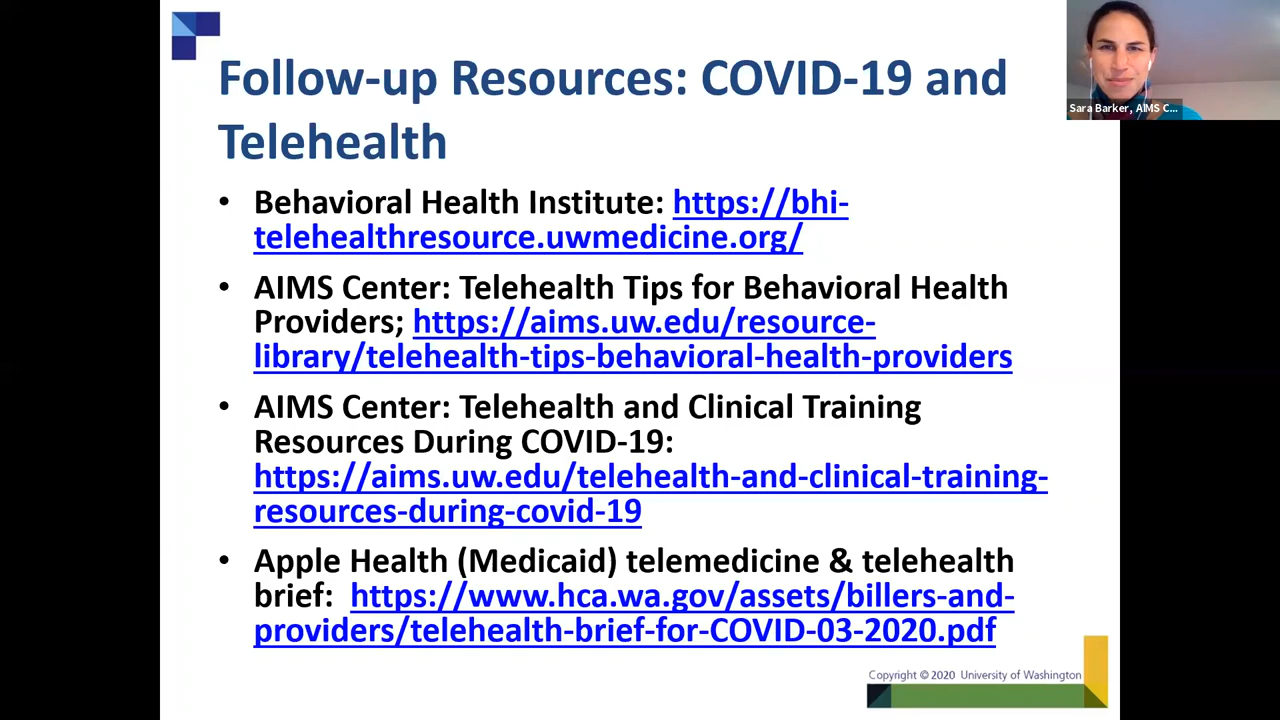 Follow-up Resources: COVID-19 and
Telehealth
Sara Barker, AIMS C...
• Behavioral Health Institute: https://bhi-
telehealthresource.uwmedicine.org/
• AIMS Center: Telehealth Tips for Behavioral Health
Providers; https://aims.uw.edu/resource-
library/telehealth-tips-behavioral-health-providers
• AIMS Center: Telehealth and Clinical Training
Resources During COVID-19:
https://aims.uw.edu/telehealth-and-clinical-training-
resources-during-covid-19
• Apple Health (Medicaid) telemedicine & telehealth
brief: https://www.hca.wa.gov/assets/billers-and-
providers/telehealth-brief-for-COVID-03-2020.pdf
Copyright © 2020 University of Washington